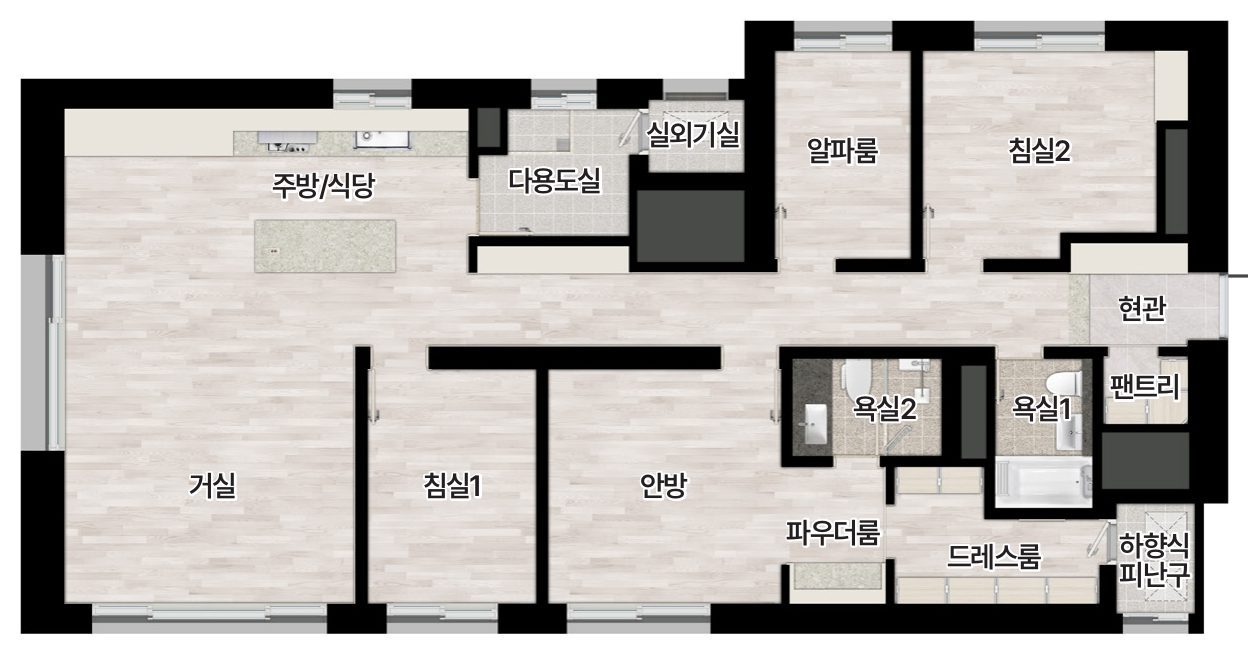 실외기실
알파룸
침실2
주방/식당
다용도실
현관
팬트리
욕실2
욕실1
거실
침실1
안방
파우더룸
드레스룸
하향식
피난구